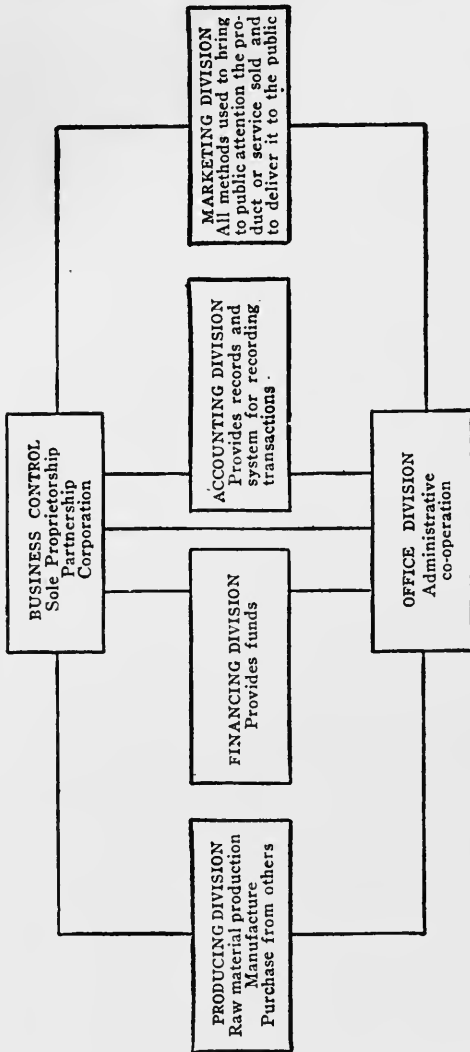 BUSINESS CONTROL
Sole Proprietorship
Partnership
Corporation
PRODUCING DIVISION
Raw material production
Manufacture
Purchase from others
FINANCING DIVISION
Provides funds
ACCOUNTING DIVISION
Provides records and
system for recording
transactions
MARKETING DIVISION
All methods used to bring
to public attention the pro-
duct or service sold and
to deliver it to the public
OFFICE DIVISION
Administrative
co-operation